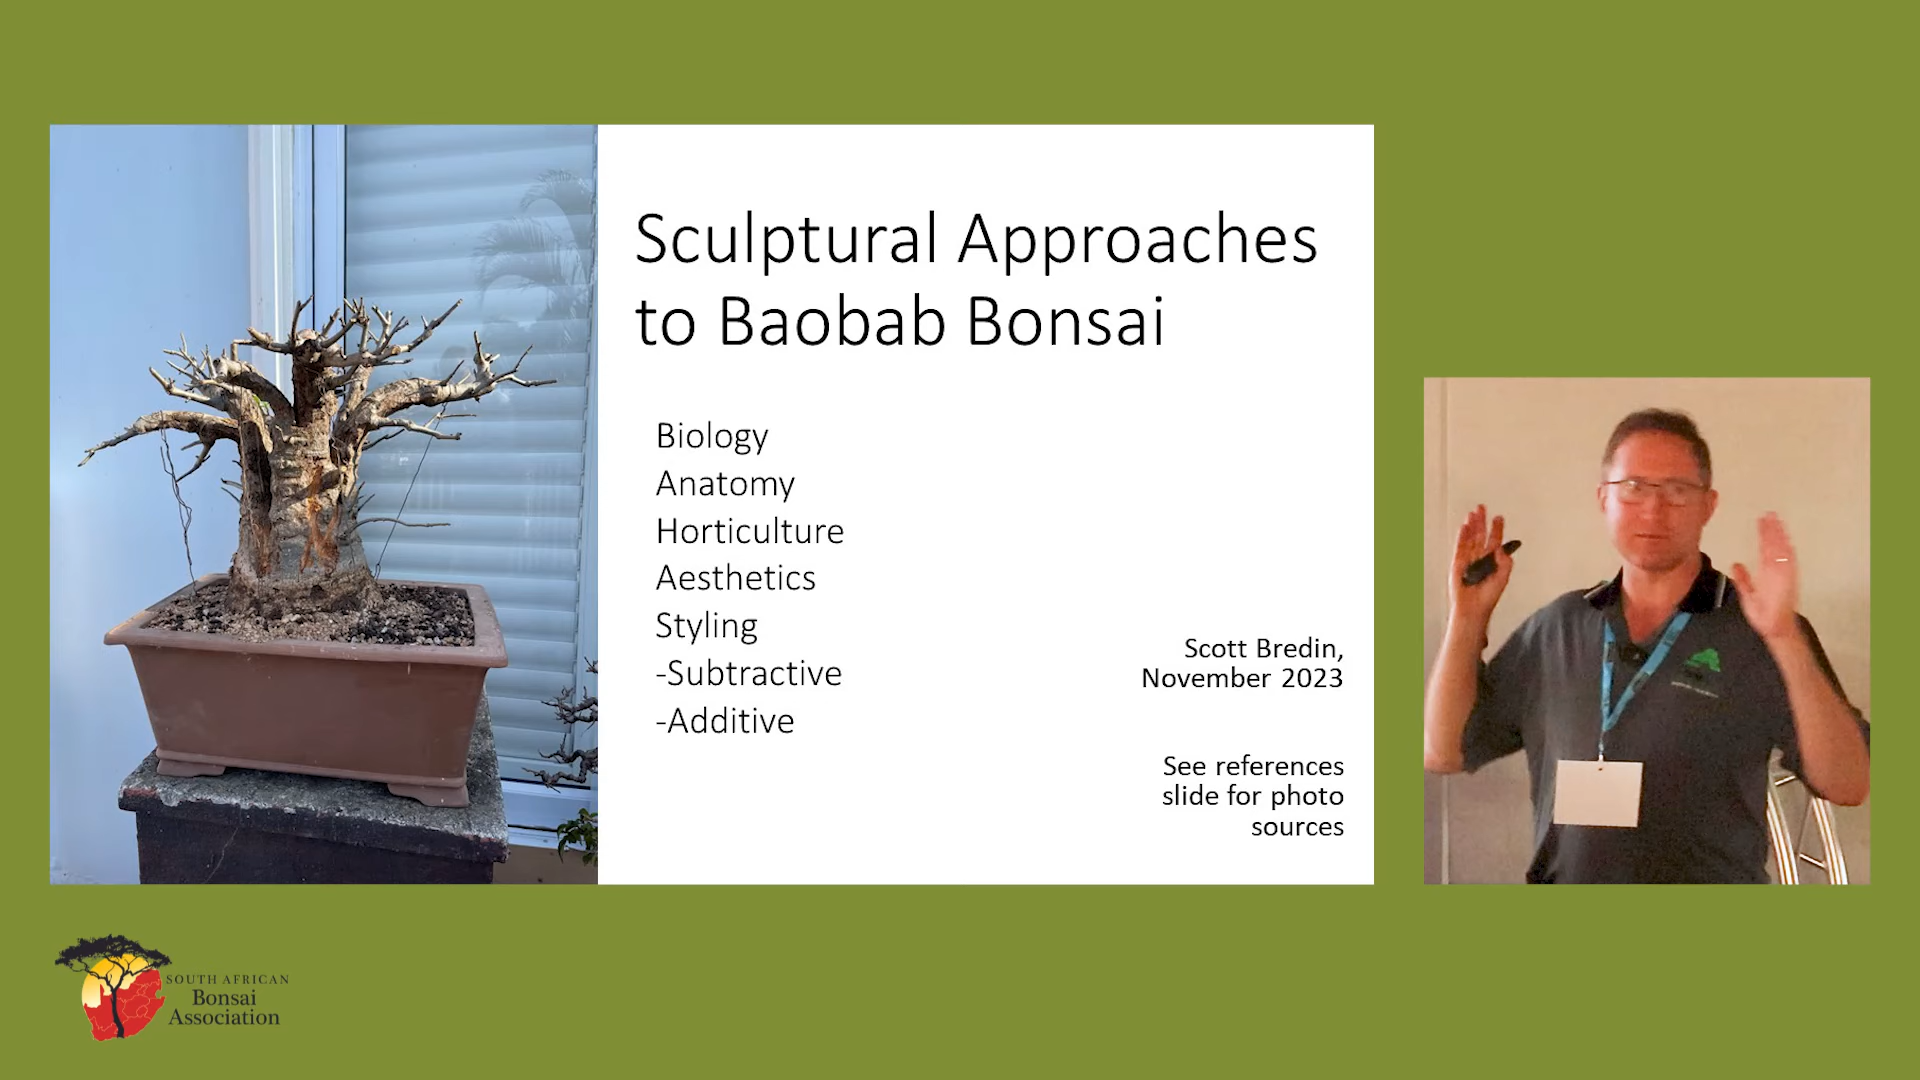 Sculptural Approaches
to Baobab Bonsai
Biology
Anatomy
Horticulture
Aesthetics
Styling
-Subtractive
-Additive
Scott Bredin,
November 2023
See references
slide for photo
sources
SOUTH AFRICAN
Bonsai
Association